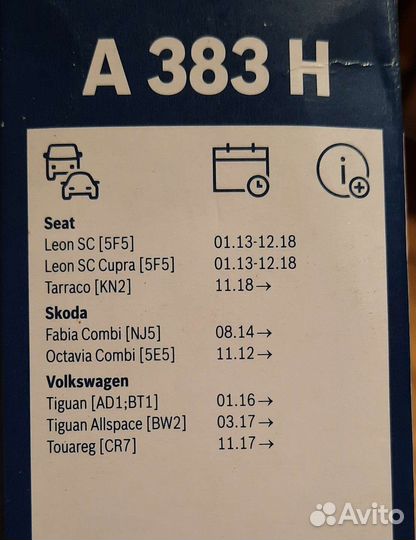 A 383 H
Seat
Leon SC [5F5] 01.13-12.18
Leon SC Cupra [5F5] 01.13-12.18
Tarraco [KN2] 11.18→
Skoda
Fabia Combi [NJ5] 08.14→
Octavia Combi [5E5] 11.12→
Volkswagen
Tiguan [AD1;BT1] 01.16→
Tiguan Allspace [BW2] 03.17→
Touareg [CR7] 11.17→
Avito